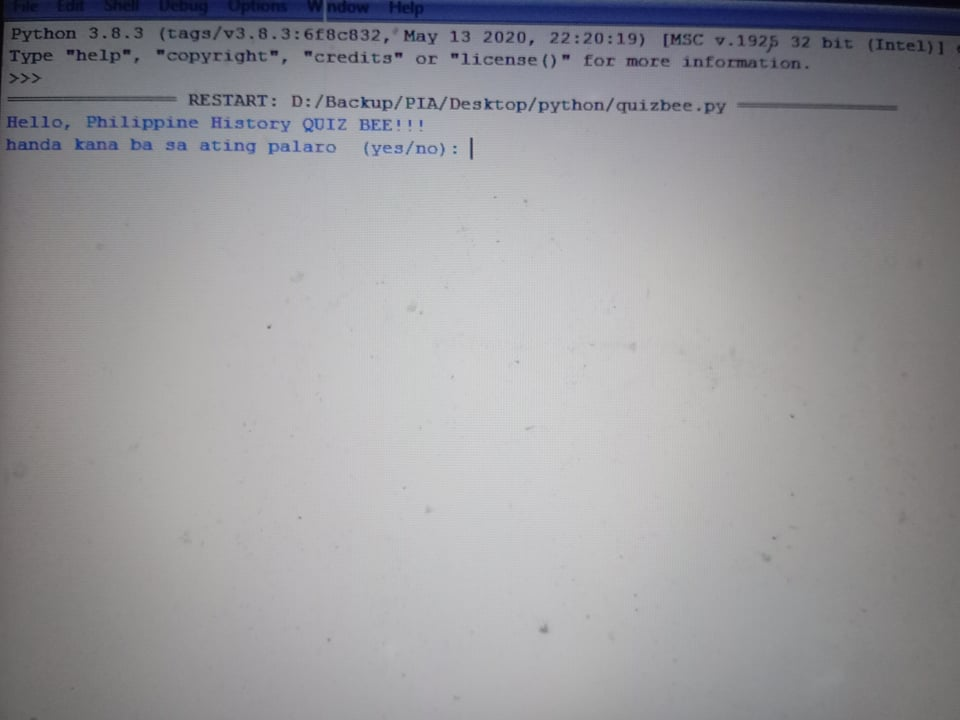 File Edit Shell Debug Options Window Help
Python 3.8.3 (tags/v3.8.3:6f8c832, May 13 2020, 22:20:19) [MSC v.1925 32 bit (Intel)]
Type "help", "copyright", "credits" or "license()" for more information.
>>>
RESTART: D:/Backup/PIA/Desktop/python/quizbee.py
Hello, Philippine History QUIZ BEE!!!
handa kana ba sa ating palaro  (yes/no):